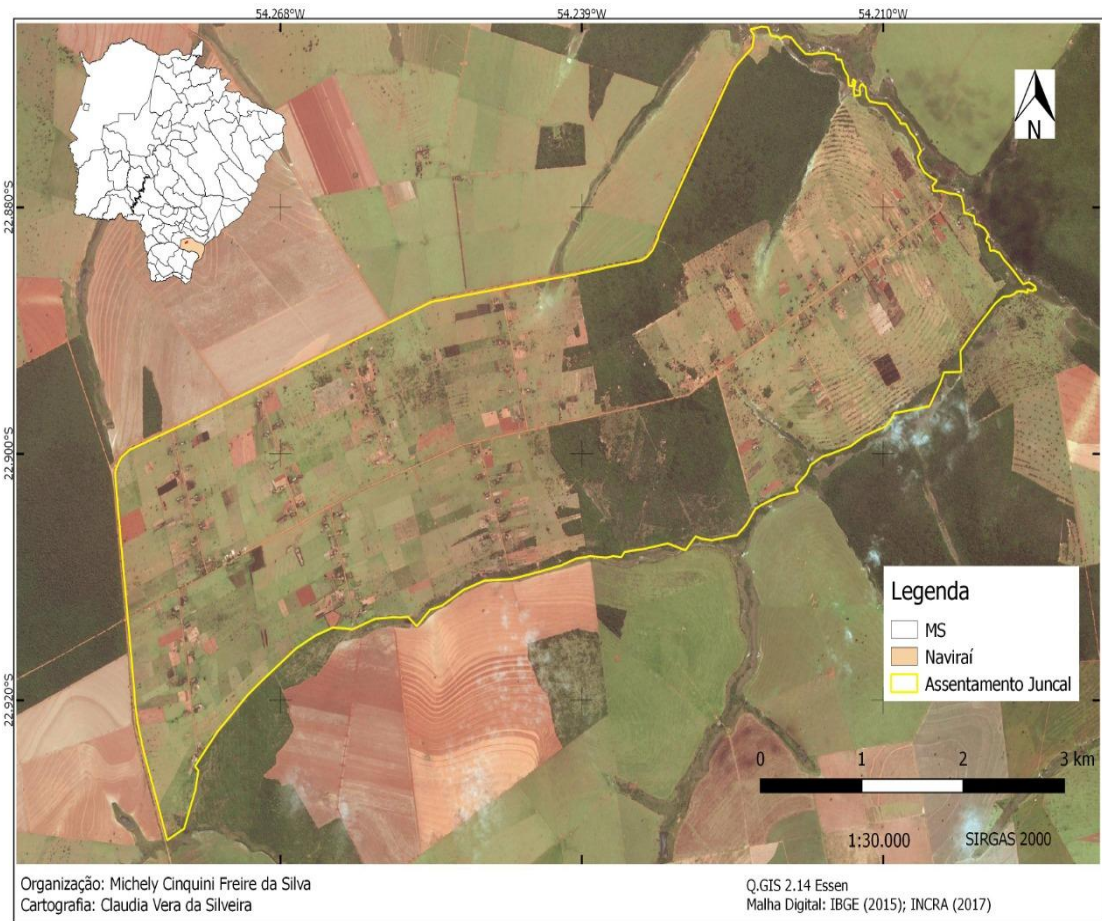 54.268°W
54.239°W
54.210°W
22.880°S
22.900°S
22.920°S
N
Legenda
MS
Naviraí
Assentamento Juncal
0 1 2 3 km
1:30.000 SIRGAS 2000
Organização: Michely Cinquini Freire da Silva
Cartografia: Claudia Vera da Silveira
Q.GIS 2.14 Essen
Malha Digital: IBGE (2015); INCRA (2017)